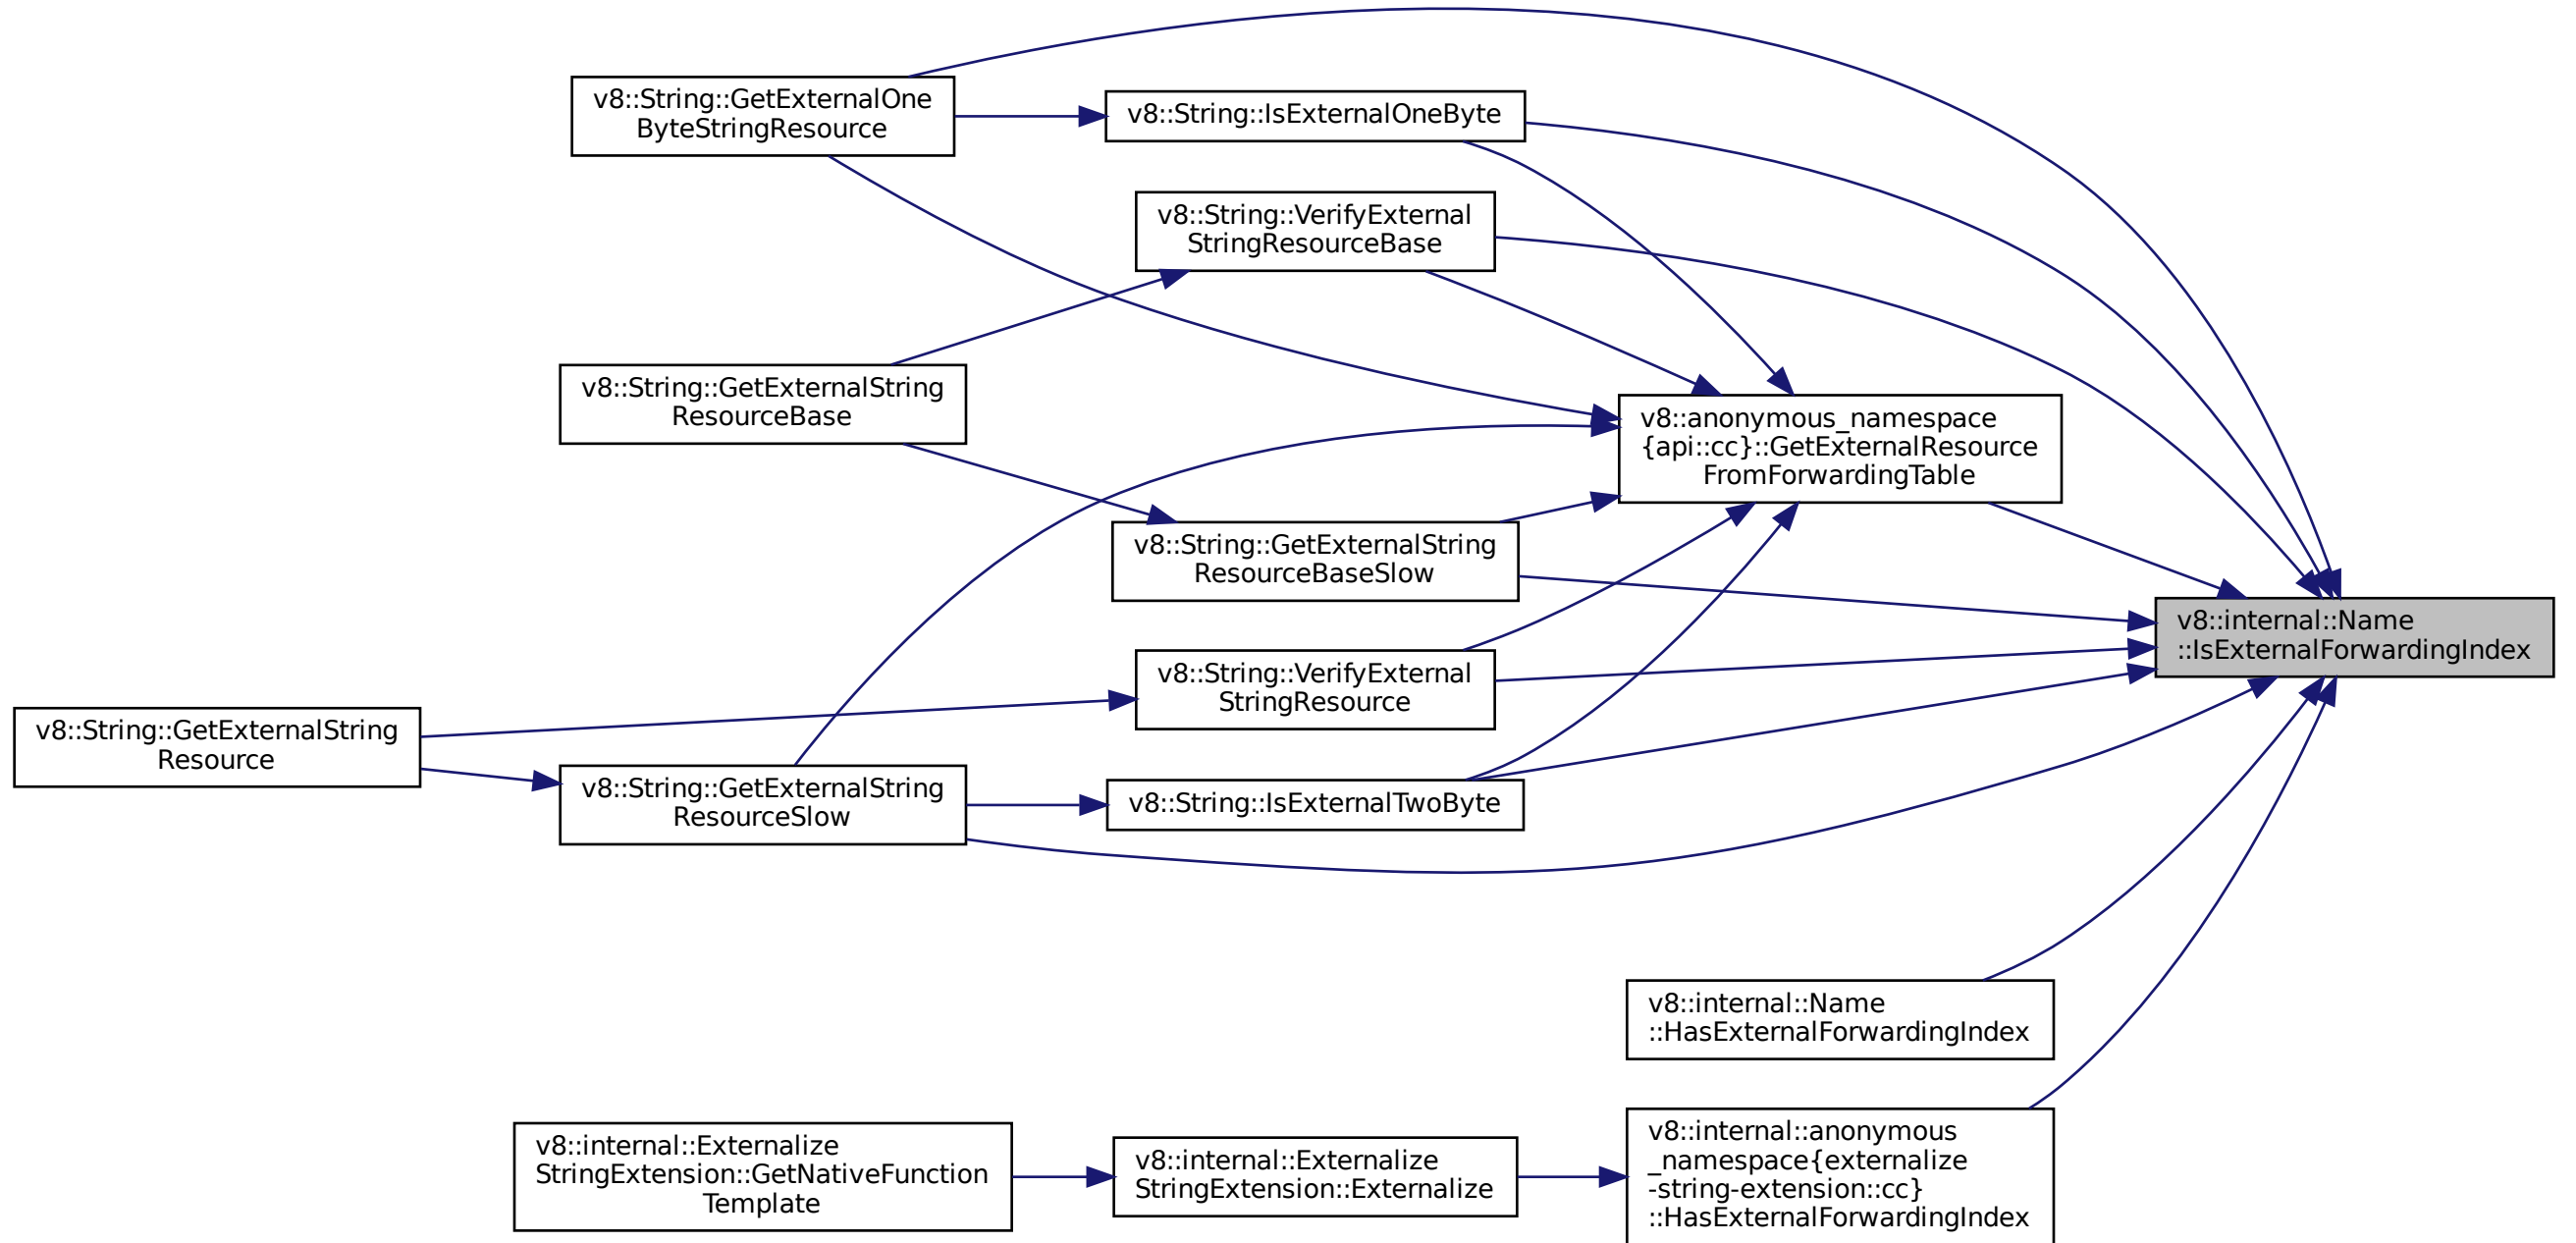 v8::String::GetExternalOne
ByteStringResource
v8::String::IsExternalOneByte
v8::String::VerifyExternal
StringResourceBase
v8::String::GetExternalString
ResourceBase
v8::anonymous_namespace
{api::cc}::GetExternalResource
FromForwardingTable
v8::String::GetExternalString
ResourceBaseSlow
v8::internal::Name
::IsExternalForwardingIndex
v8::String::VerifyExternal
StringResource
v8::String::GetExternalString
Resource
v8::String::GetExternalString
ResourceSlow
v8::String::IsExternalTwoByte
v8::internal::Name
::HasExternalForwardingIndex
v8::internal::Externalize
StringExtension::GetNativeFunction
Template
v8::internal::Externalize
StringExtension::Externalize
v8::internal::anonymous
_namespace{externalize
-string-extension::cc}
::HasExternalForwardingIndex